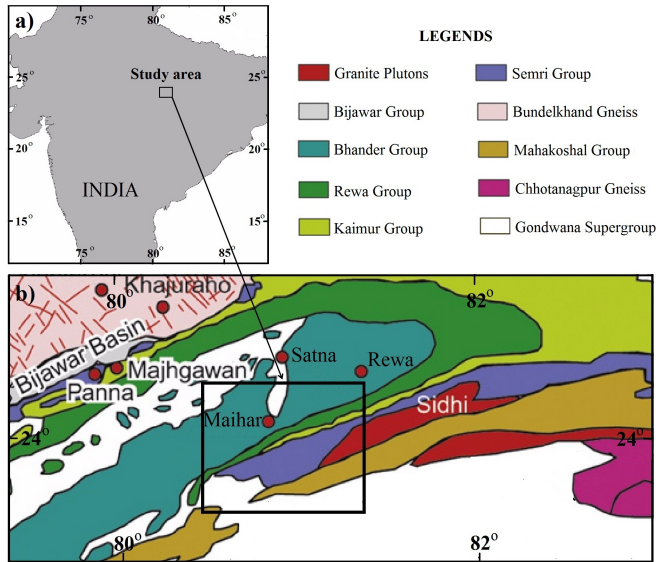 a)
75°
80°
85°
25°
20°
15°
Study area
INDIA
25°
20°
15°
75°
80°
85°
LEGENDS
Granite Plutons
Semri Group
Bijawar Group
Bundelkhand Gneiss
Bhander Group
Mahakoshal Group
Rewa Group
Chhotanagpur Gneiss
Kaimur Group
Gondwana Supergroup
b)
Khajuraho
80°
82°
Bijawar Basin
Majhgawan
Panna
Satna
Rewa
Maihar
Sidhi
24°
24°
80°
82°